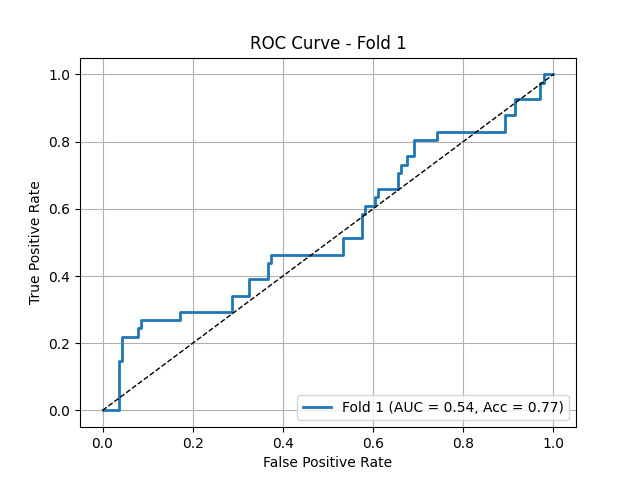 ROC Curve - Fold 1
True Positive Rate
1.0
0.8
0.6
0.4
0.2
0.0
0.0 0.2 0.4 0.6 0.8 1.0
False Positive Rate
Fold 1 (AUC = 0.54, Acc = 0.77)